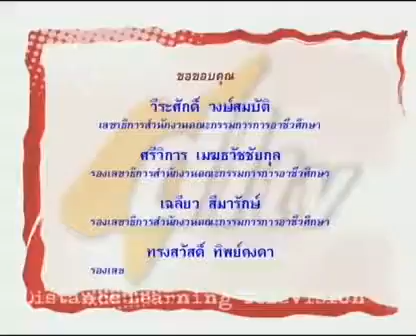 ขอขอบคุณ
วีระศักดิ์ วงษ์สมบัติ
เลขาธิการสำนักงานคณะกรรมการการอาชีวศึกษา
ศรีวิการ เมฆธวัชชัยกุล
รองเลขาธิการสำนักงานคณะกรรมการการอาชีวศึกษา
เฉลียว สีมารักษ์
รองเลขาธิการสำนักงานคณะกรรมการการอาชีวศึกษา
ทรงสวัสดิ์ ทิพย์คงคา
รองเลข
Distance Learning Television